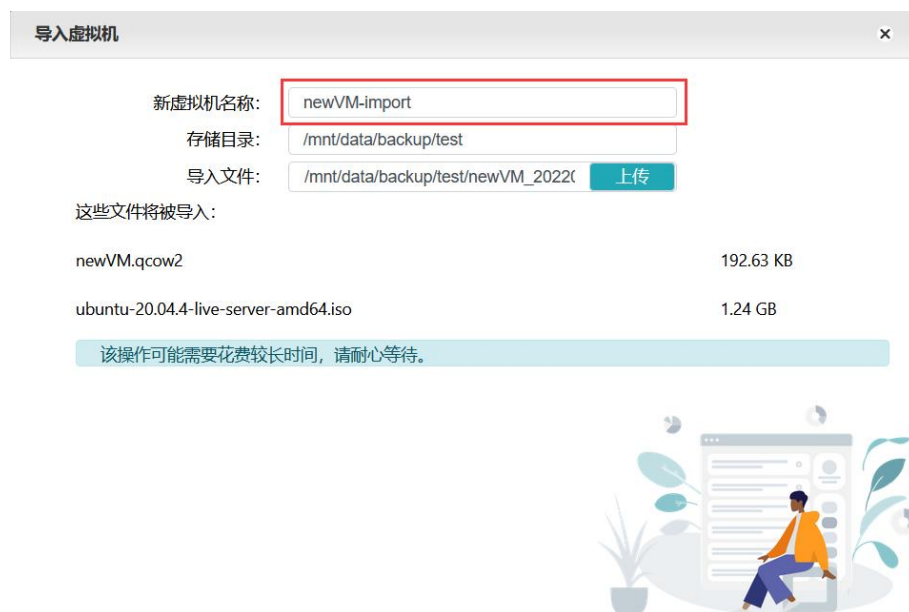 导入虚拟机
新虚拟机名称: newVM-import
存储目录: /mnt/data/backup/test
导入文件: /mnt/data/backup/test/newVM_2022( 上传
这些文件将被导入:
newVM.qcow2 192.63 KB
ubuntu-20.04.4-live-server-amd64.iso 1.24 GB
该操作可能需要花费较长时间，请耐心等待。